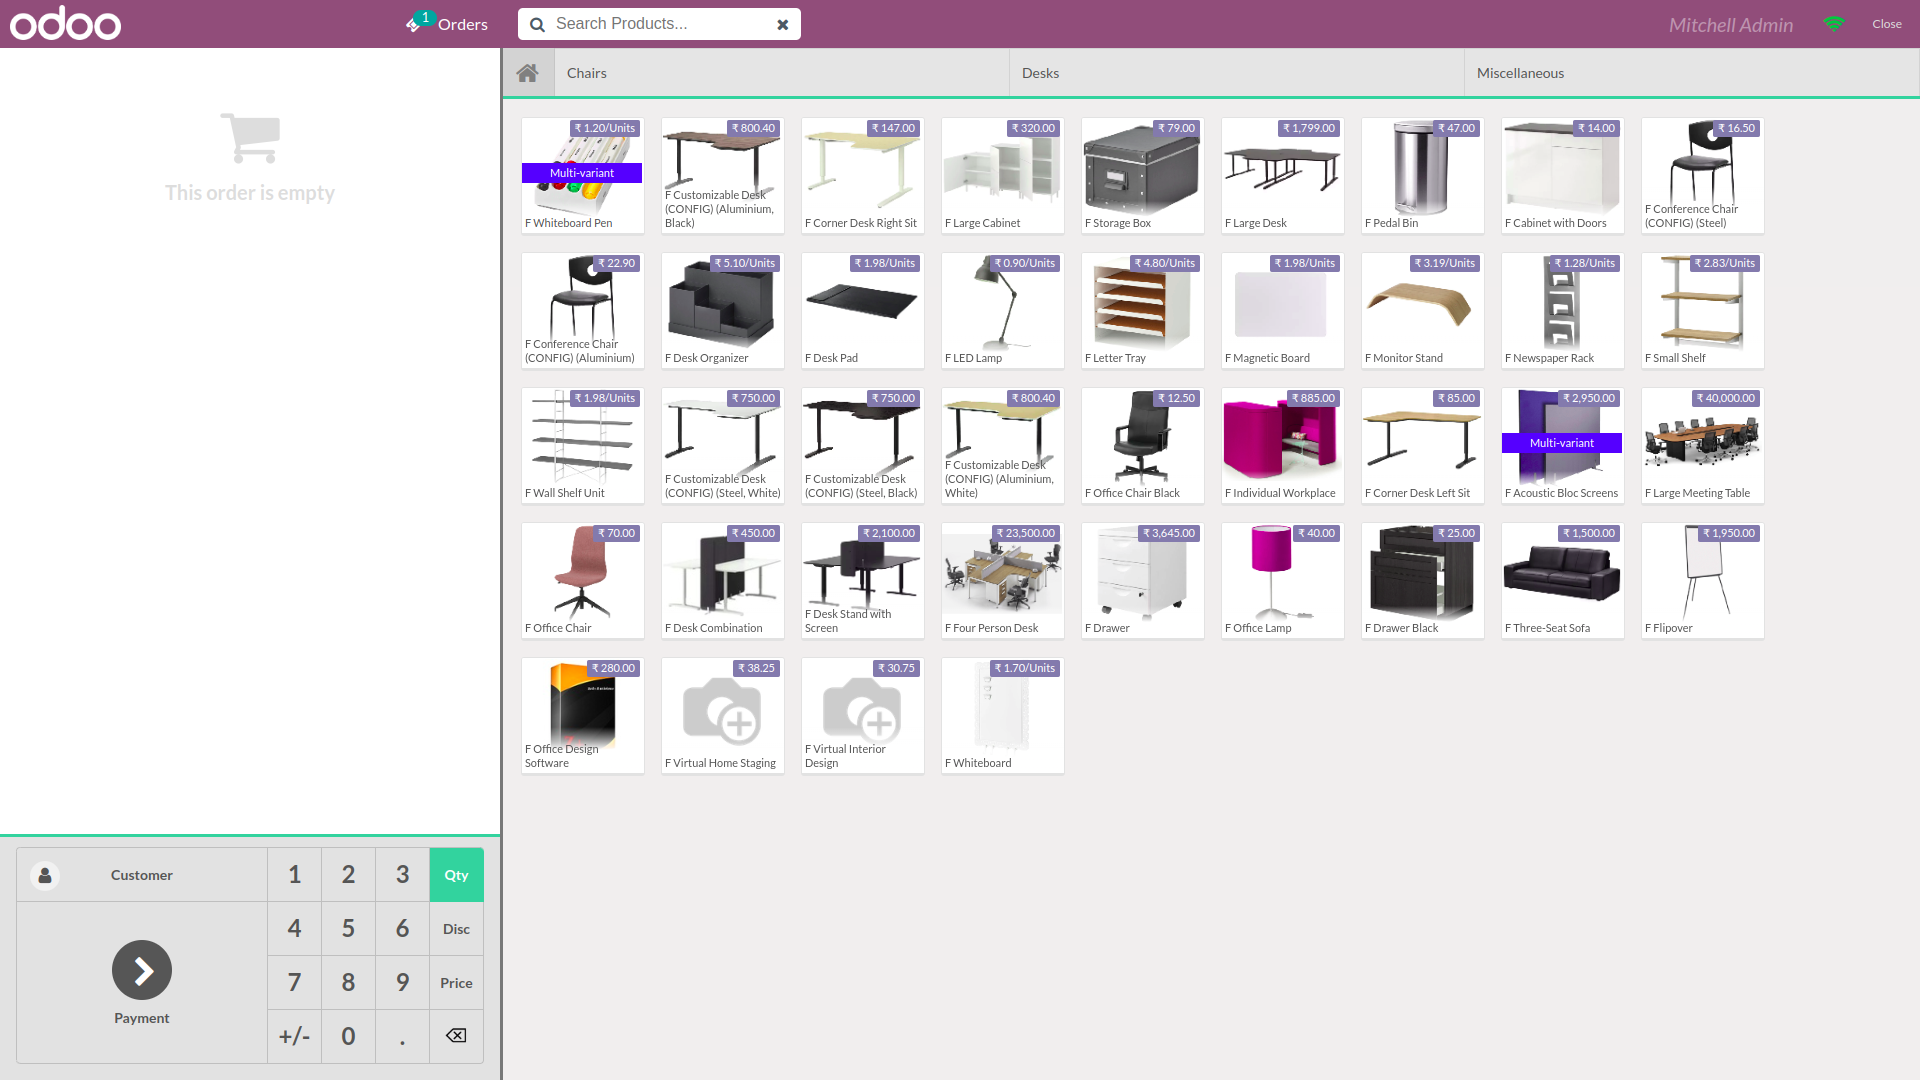 odoo
1
Orders
Search Products...
Mitchell Admin
Close
This order is empty
Chairs
Desks
Miscellaneous
₹ 1.20/Units
Multi-variant
F Whiteboard Pen
₹ 800.40
F Customizable Desk
(CONFIG) (Aluminium,
Black)
₹ 147.00
F Corner Desk Right Sit
₹ 320.00
F Large Cabinet
₹ 79.00
F Storage Box
₹ 1,799.00
F Large Desk
₹ 47.00
F Pedal Bin
₹ 14.00
F Cabinet with Doors
₹ 16.50
F Conference Chair
(CONFIG) (Steel)
₹ 22.90
F Conference Chair
(CONFIG) (Aluminium)
₹ 5.10/Units
F Desk Organizer
₹ 1.98/Units
F Desk Pad
₹ 0.90/Units
F LED Lamp
₹ 4.80/Units
F Letter Tray
₹ 1.98/Units
F Magnetic Board
₹ 3.19/Units
F Monitor Stand
₹ 1.28/Units
F Newspaper Rack
₹ 2.83/Units
F Small Shelf
₹ 1.98/Units
F Wall Shelf Unit
₹ 750.00
F Customizable Desk
(CONFIG) (Steel, White)
₹ 750.00
F Customizable Desk
(CONFIG) (Steel, Black)
₹ 800.40
F Customizable Desk
(CONFIG) (Aluminium,
White)
₹ 12.50
F Office Chair Black
₹ 885.00
F Individual Workplace
₹ 85.00
F Corner Desk Left Sit
₹ 2,950.00
Multi-variant
F Acoustic Bloc Screens
₹ 40,000.00
F Large Meeting Table
₹ 70.00
F Office Chair
₹ 450.00
F Desk Combination
₹ 2,100.00
F Desk Stand with
Screen
₹ 23,500.00
F Four Person Desk
₹ 3,645.00
F Drawer
₹ 40.00
F Office Lamp
₹ 25.00
F Drawer Black
₹ 1,500.00
F Three-Seat Sofa
₹ 1,950.00
F Flipover
₹ 280.00
F Office Design
Software
₹ 38.25
F Virtual Home Staging
₹ 30.75
F Virtual Interior
Design
₹ 1.70/Units
F Whiteboard
Customer
1 2 3 Qty
4 5 6 Disc
7 8 9 Price
+/- 0 .
Payment